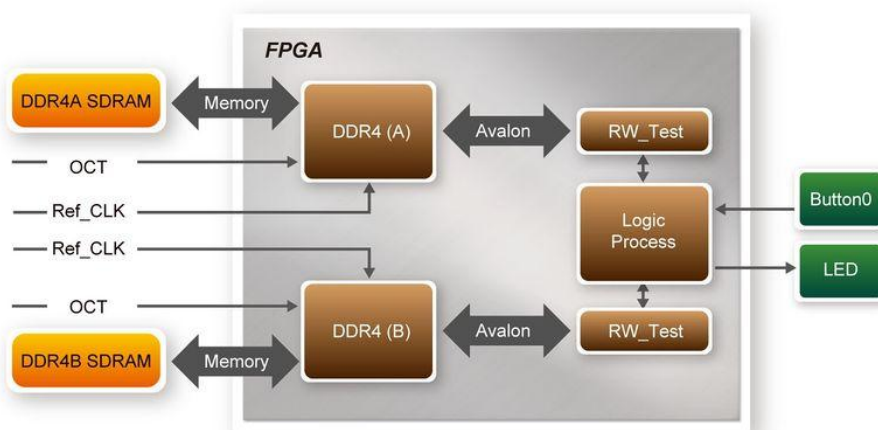 FPGA
DDR4A SDRAM
Memory
DDR4 (A)
Avalon
RW_Test
OCT
Ref_CLK
Logic
Process
Button0
Ref_CLK
LED
OCT
DDR4B SDRAM
Memory
DDR4 (B)
Avalon
RW_Test